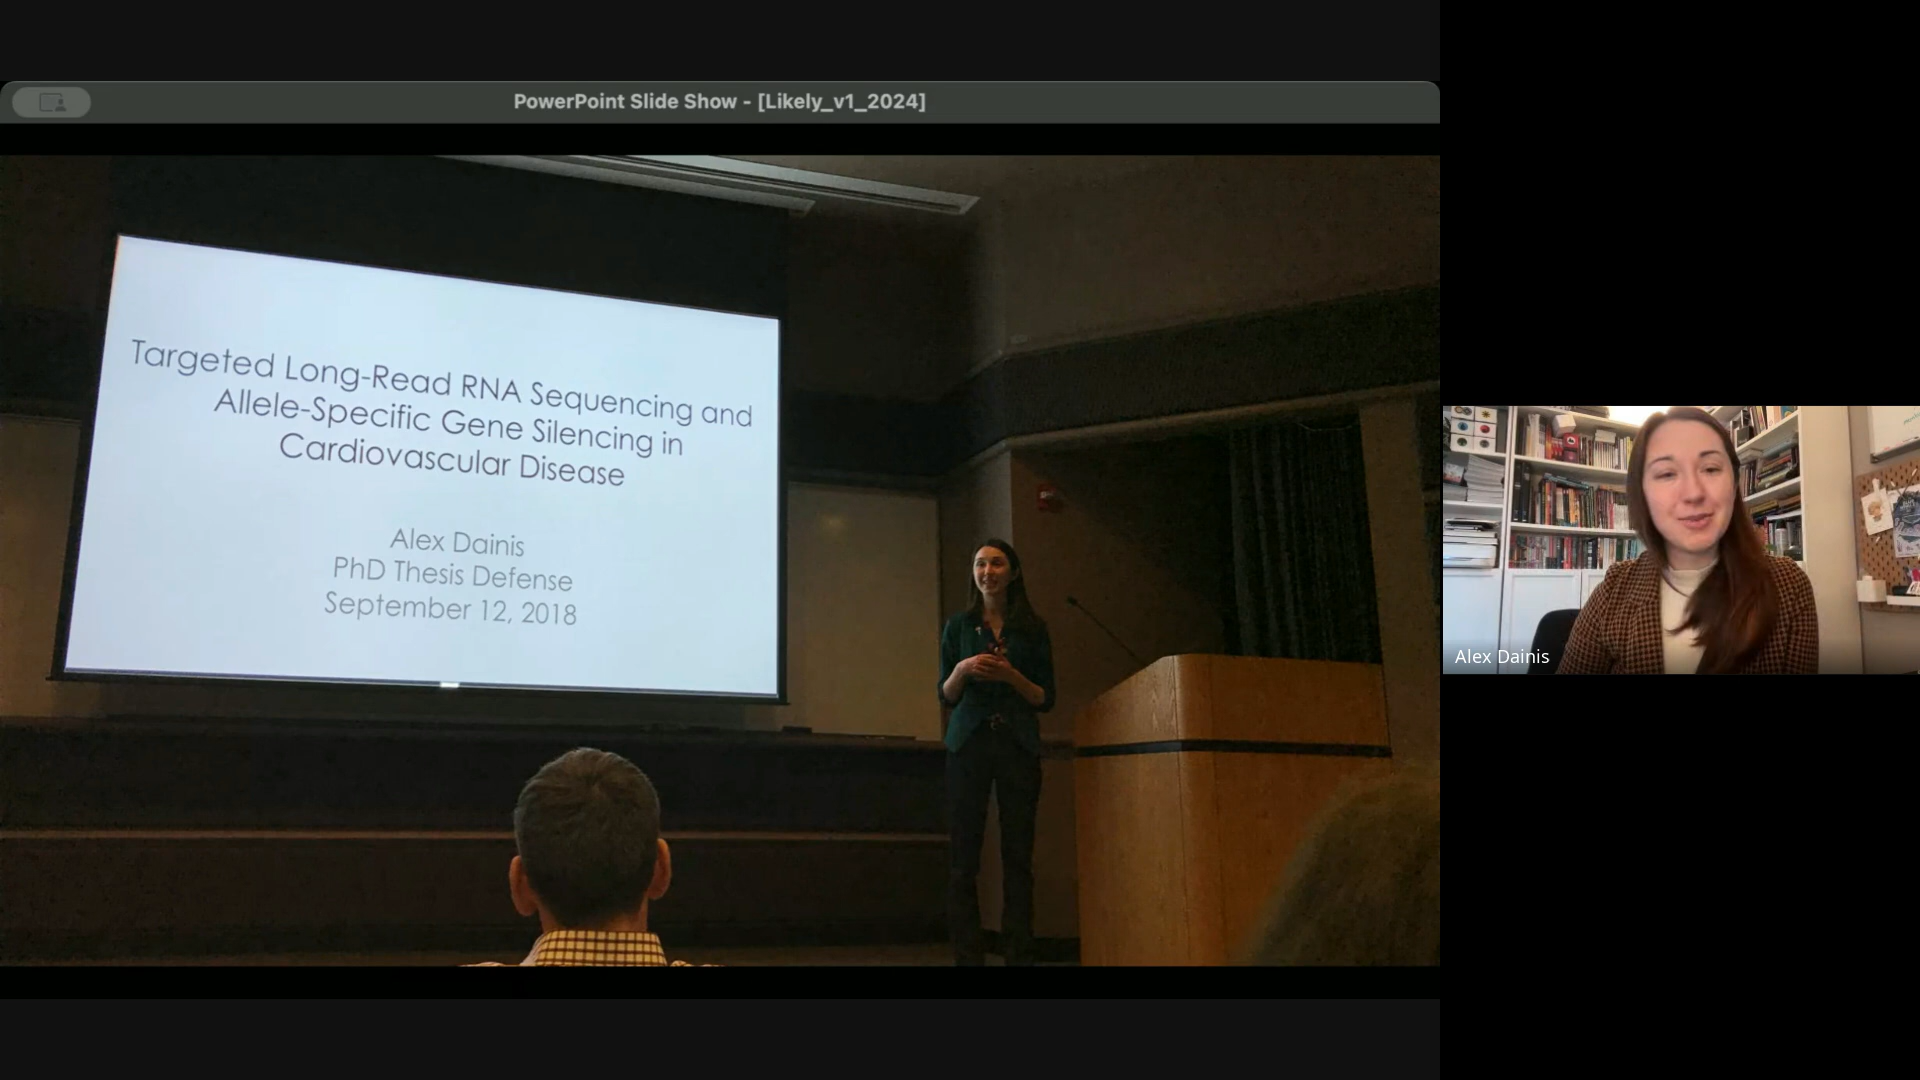 PowerPoint Slide Show - [Likely_v1_2024]
Targeted Long-Read RNA Sequencing and
Allele-Specific Gene Silencing in
Cardiovascular Disease
Alex Dainis
PhD Thesis Defense
September 12, 2018
Alex Dainis